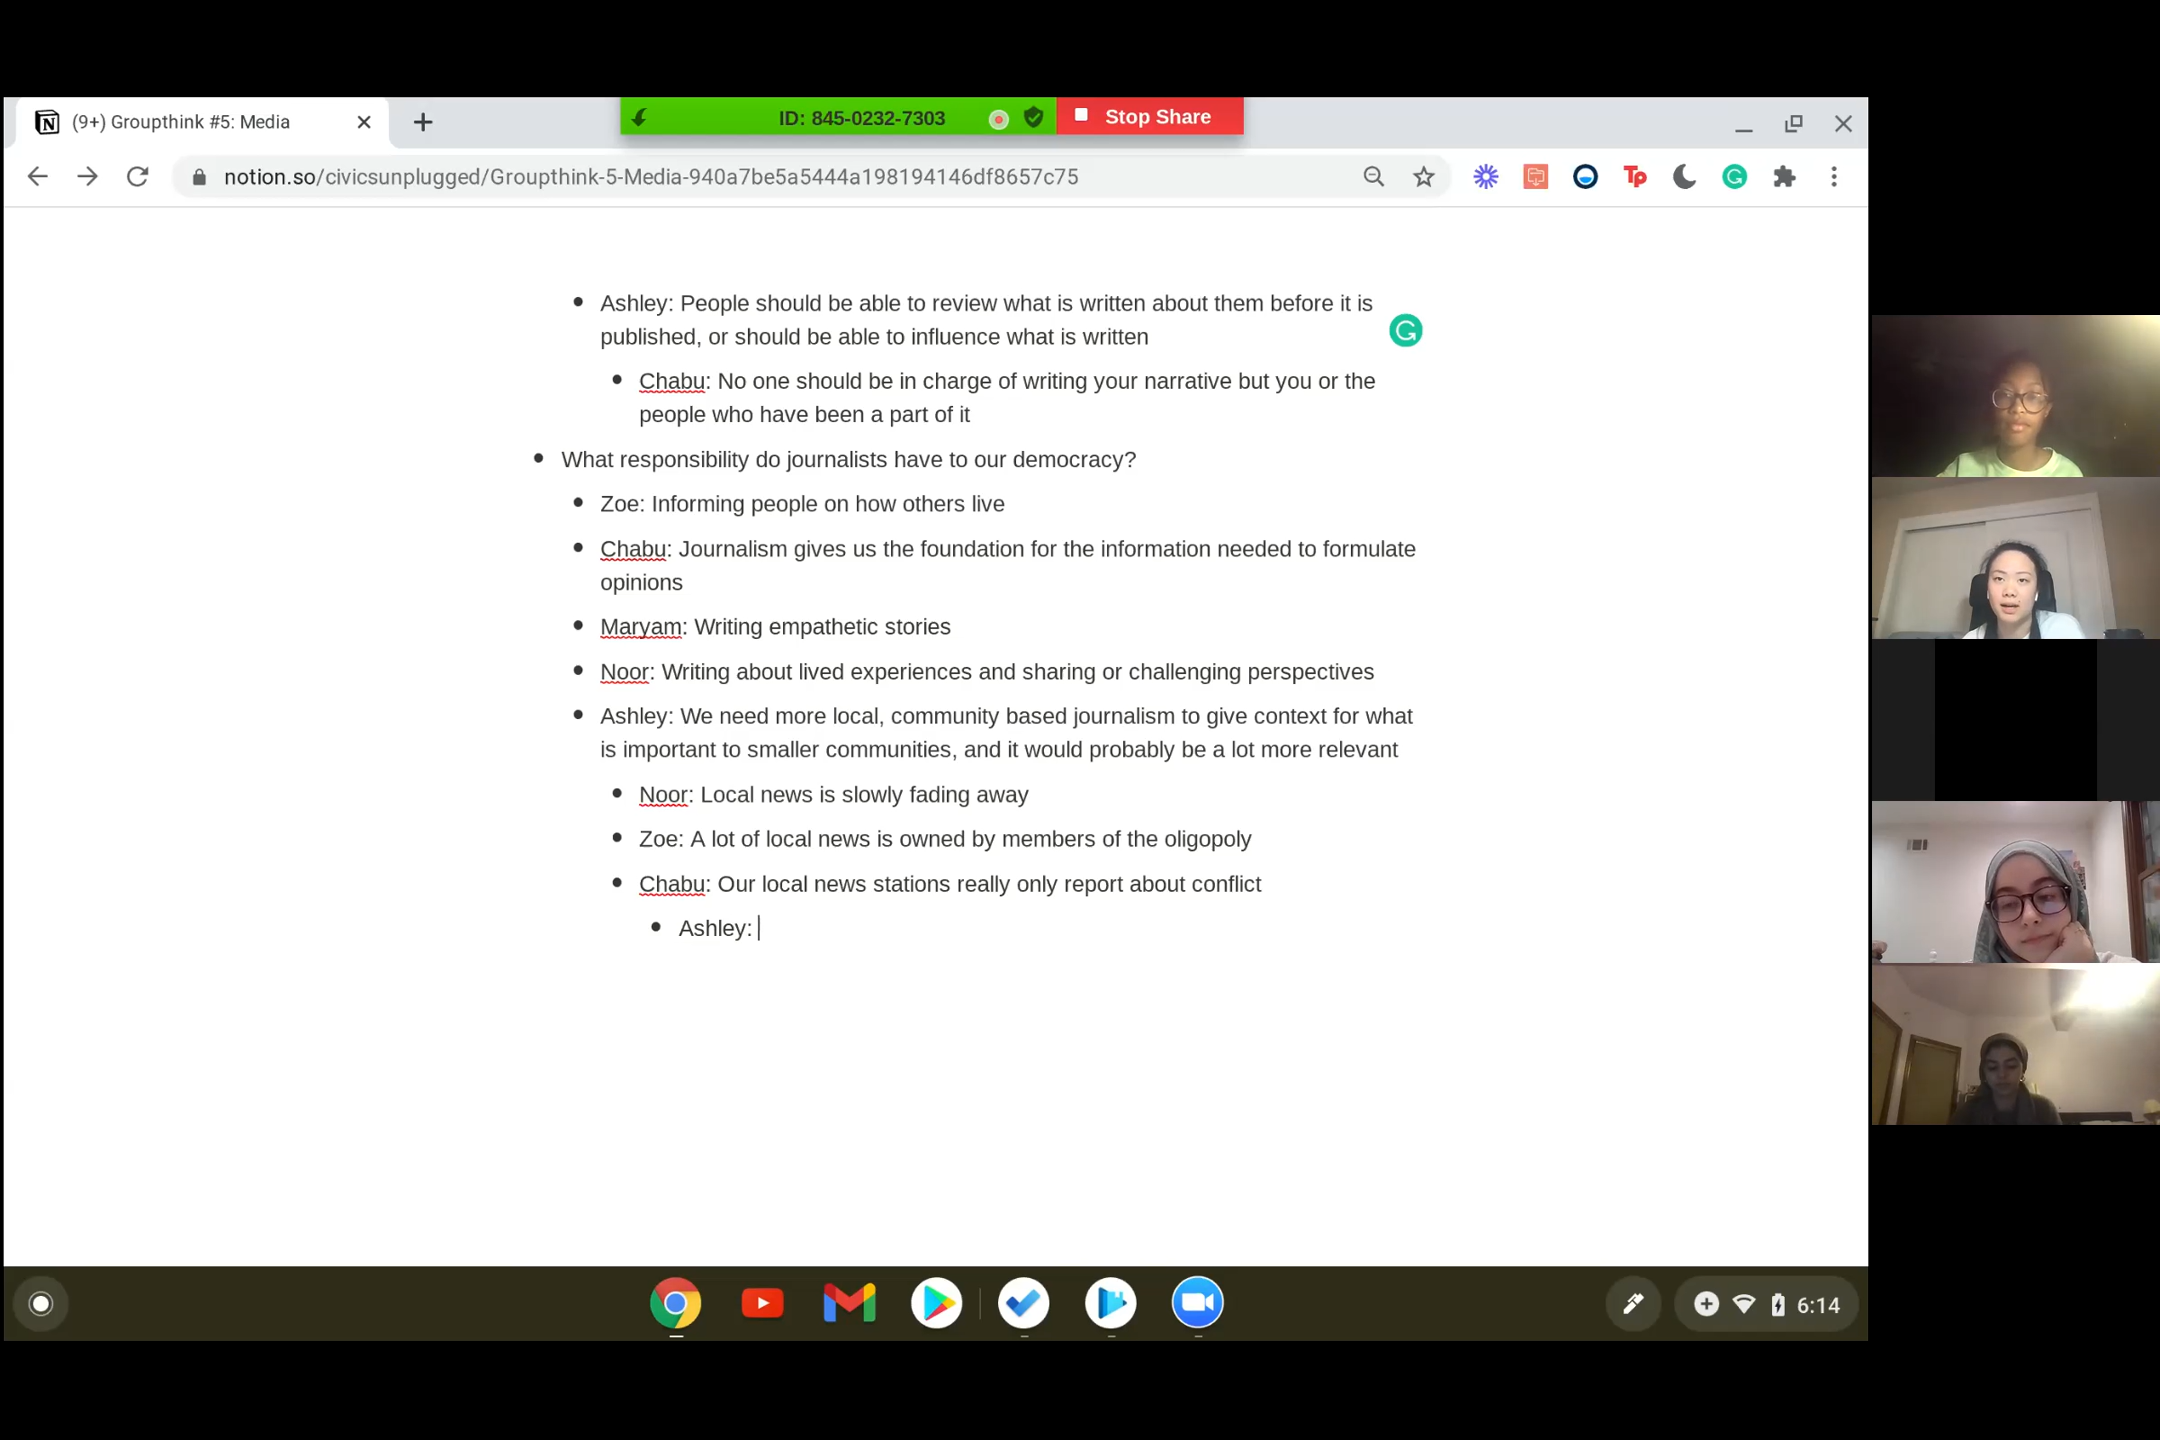 (9+) Groupthink #5: Media
ID: 845-0232-7303
Stop Share
notion.so/civicsunplugged/Groupthink-5-Media-940a7be5a5444a198194146df8657c75
Tp
Ashley: People should be able to review what is written about them before it is
published, or should be able to influence what is written
Chabu: No one should be in charge of writing your narrative but you or the
people who have been a part of it
What responsibility do journalists have to our democracy?
Zoe: Informing people on how others live
Chabu: Journalism gives us the foundation for the information needed to formulate
opinions
Maryam: Writing empathetic stories
Noor: Writing about lived experiences and sharing or challenging perspectives
Ashley: We need more local, community based journalism to give context for what
is important to smaller communities, and it would probably be a lot more relevant
Noor: Local news is slowly fading away
Zoe: A lot of local news is owned by members of the oligopoly
Chabu: Our local news stations really only report about conflict
Ashley:
6:14